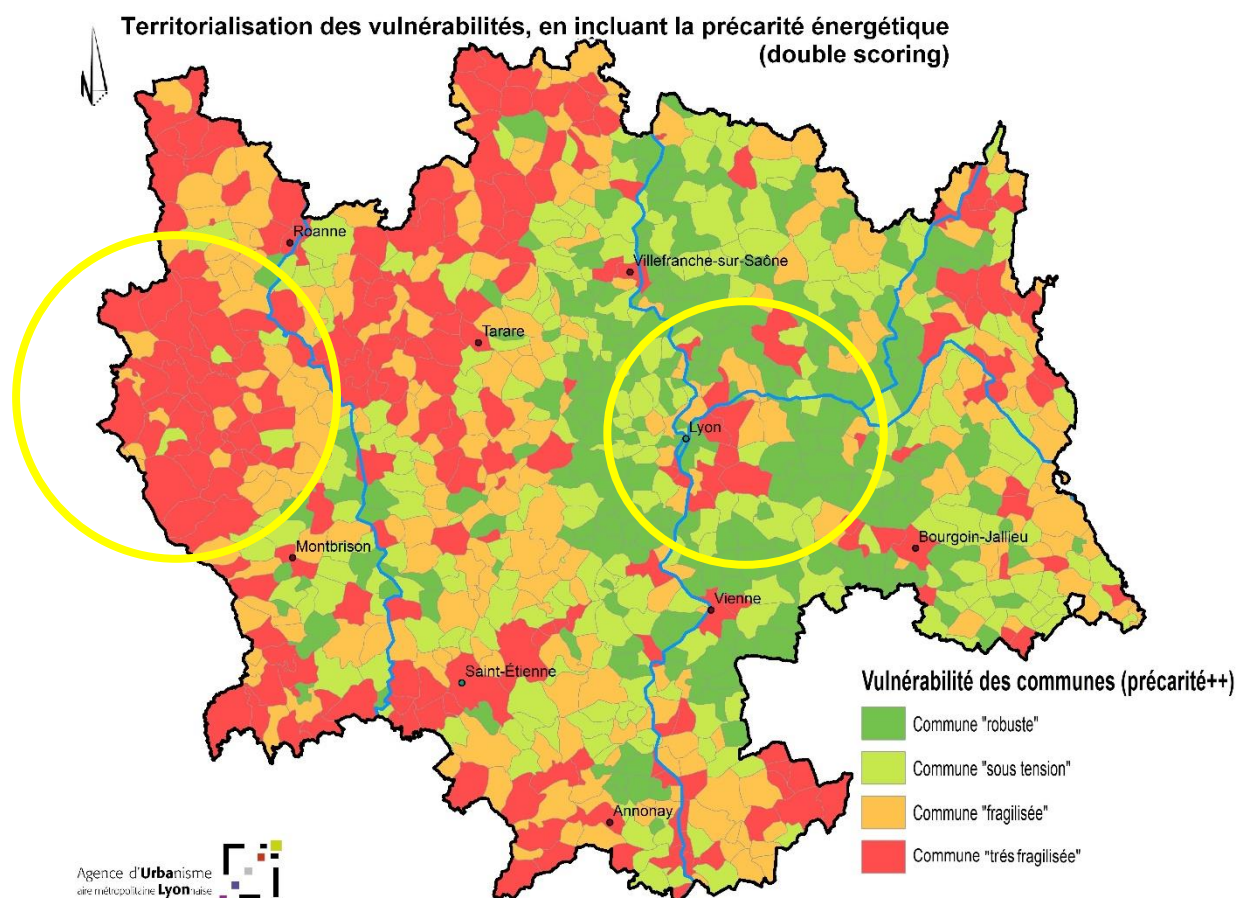 Territorialisation des vulnérabilités, en incluant la précarité énergétique
(double scoring)
N
Roanne
Villefranche-sur-Saône
Tarare
Lyon
Montbrison
Bourgoin-Jallieu
Vienne
Saint-Étienne
Annonay
Vulnérabilité des communes (précarité++)
Commune "robuste"
Commune "sous tension"
Commune "fragilisée"
Commune "trés fragilisée"
Agence d'Urbanisme
aire métropolitaine Lyonnaise